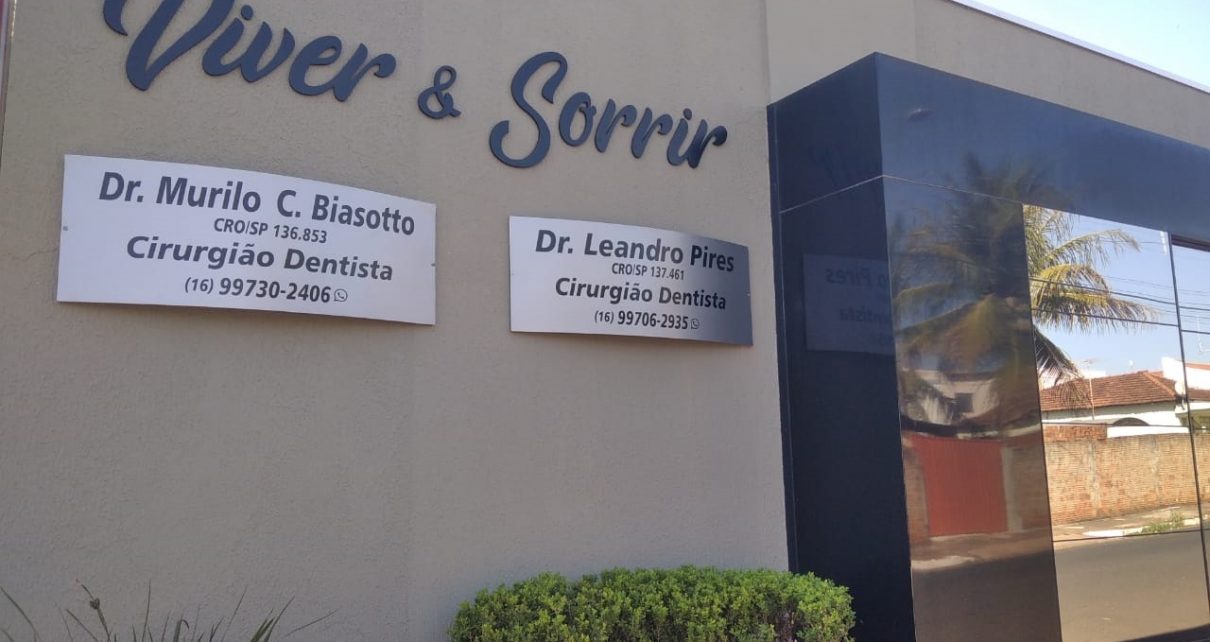 Viver & Sorrir
Dr. Murilo C. Biasotto
CRO/SP 136.853
Cirurgião Dentista
(16) 99730-2406
Dr. Leandro Pires
CRO/SP 137.461
Cirurgião Dentista
(16) 99706-2935